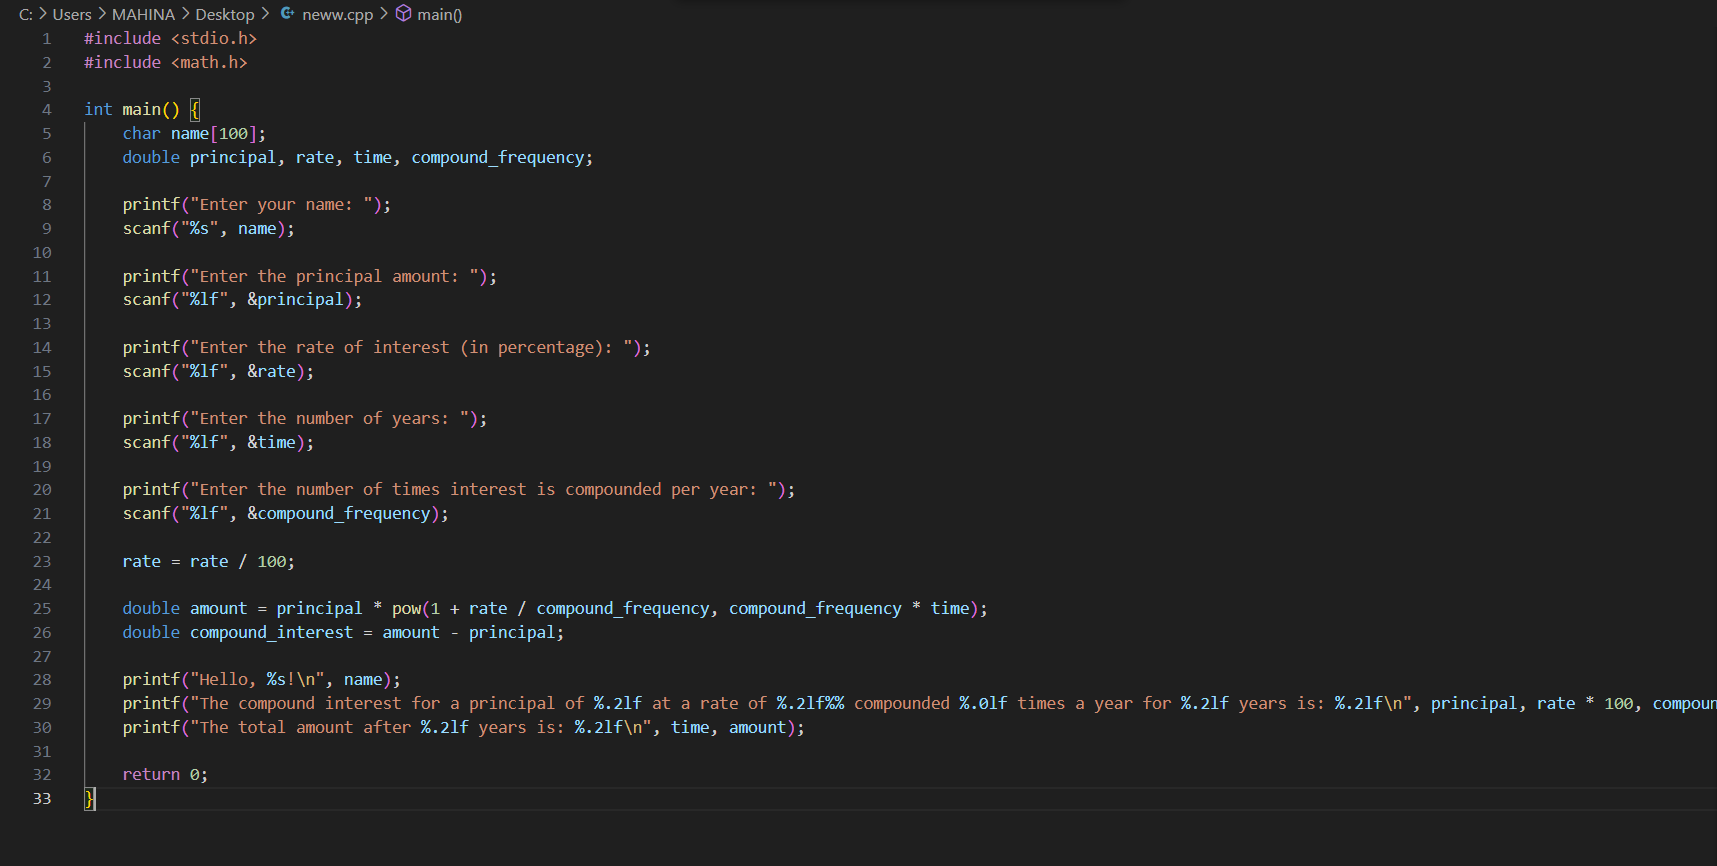 C: > Users > MAHINA > Desktop > neww.cpp > main()
1 #include <stdio.h>
2 #include <math.h>
3
4 int main() {
5     char name[100];
6     double principal, rate, time, compound_frequency;
7
8     printf("Enter your name: ");
9     scanf("%s", name);
10
11     printf("Enter the principal amount: ");
12     scanf("%lf", &principal);
13
14     printf("Enter the rate of interest (in percentage): ");
15     scanf("%lf", &rate);
16
17     printf("Enter the number of years: ");
18     scanf("%lf", &time);
19
20     printf("Enter the number of times interest is compounded per year: ");
21     scanf("%lf", &compound_frequency);
22
23     rate = rate / 100;
24
25     double amount = principal * pow(1 + rate / compound_frequency, compound_frequency * time);
26     double compound_interest = amount - principal;
27
28     printf("Hello, %s!\n", name);
29     printf("The compound interest for a principal of %.2lf at a rate of %.2lf%% compounded %.0lf times a year for %.2lf years is: %.2lf\n", principal, rate * 100,
30     printf("The total amount after %.2lf years is: %.2lf\n", time, amount);
31
32     return 0;
33 }